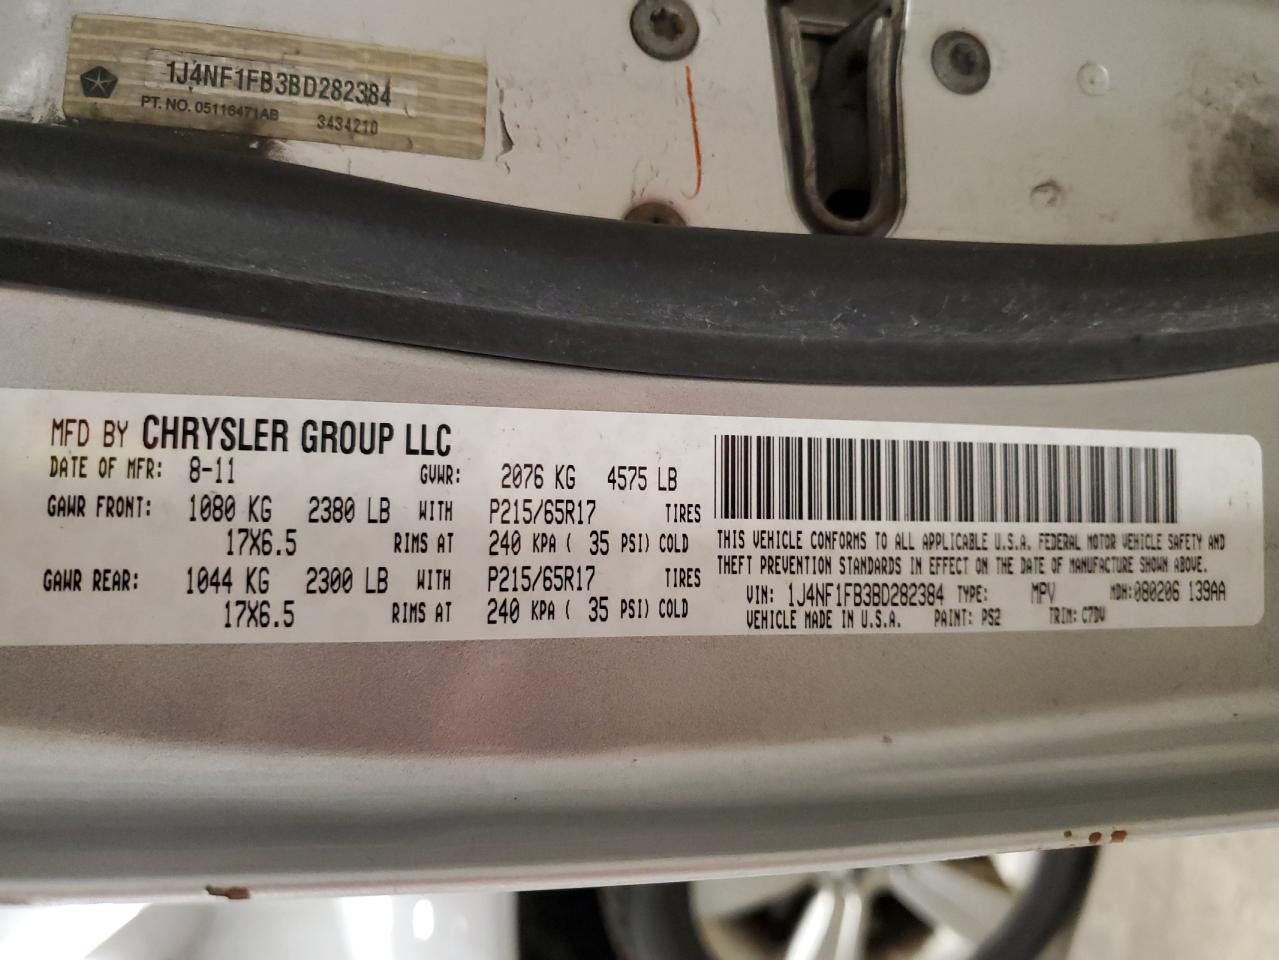 1J4NF1FB3BD282384
PT. NO. 05116471AB 3434210
MFD BY CHRYSLER GROUP LLC
DATE OF MFR: 8-11 GVWR: 2076 KG 4575 LB
GAWR FRONT: 1080 KG 2380 LB WITH P215/65R17 TIRES
17X6.5 RIMS AT 240 KPA ( 35 PSI) COLD
GAWR REAR: 1044 KG 2300 LB WITH P215/65R17 TIRES
17X6.5 RIMS AT 240 KPA ( 35 PSI) COLD
THIS VEHICLE CONFORMS TO ALL APPLICABLE U.S.A. FEDERAL MOTOR VEHICLE SAFETY AND
THEFT PREVENTION STANDARDS IN EFFECT ON THE DATE OF MANUFACTURE SHOWN ABOVE.
VIN: 1J4NF1FB3BD282384 TYPE: MPV MDH: 080206 139AA
VEHICLE MADE IN U.S.A. PAINT: PS2 TRIM: C7DV